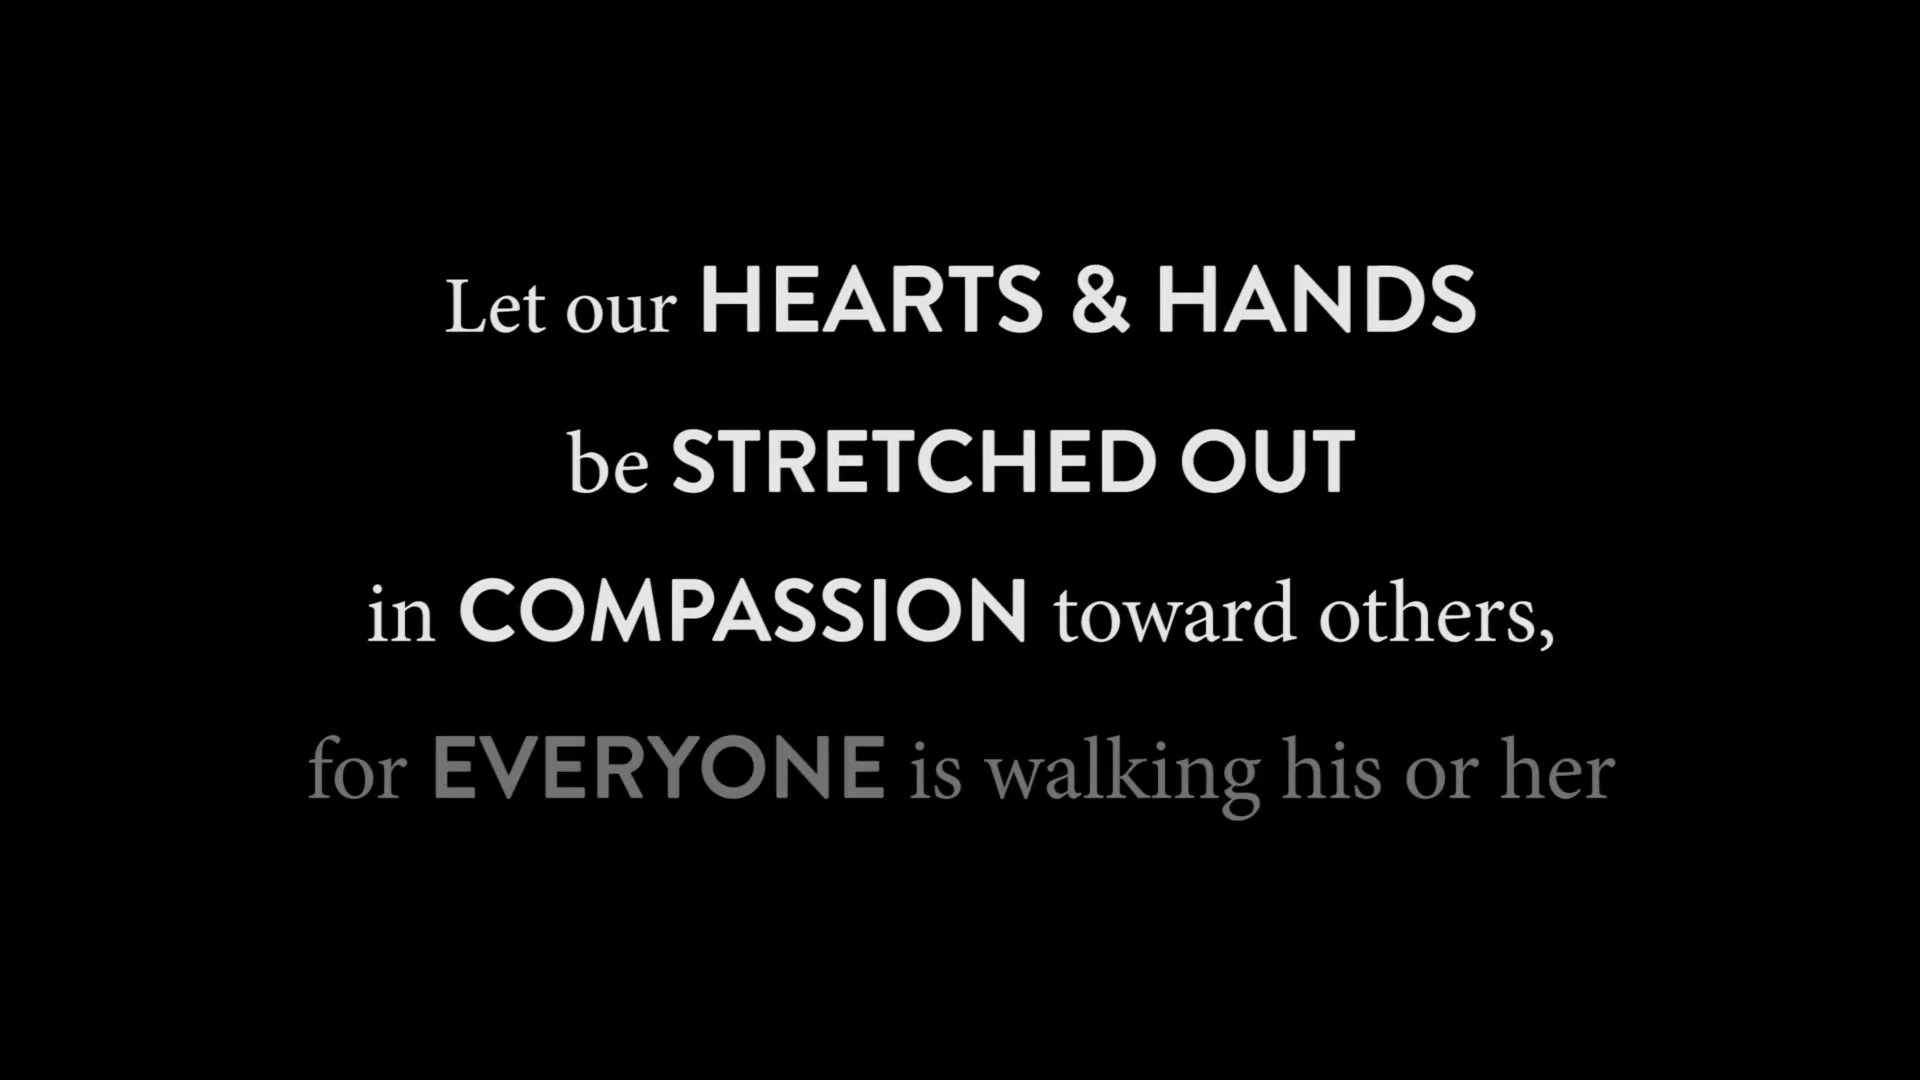 Let our HEARTS & HANDS
be STRETCHED OUT
in COMPASSION toward others,
for EVERYONE is walking his or her